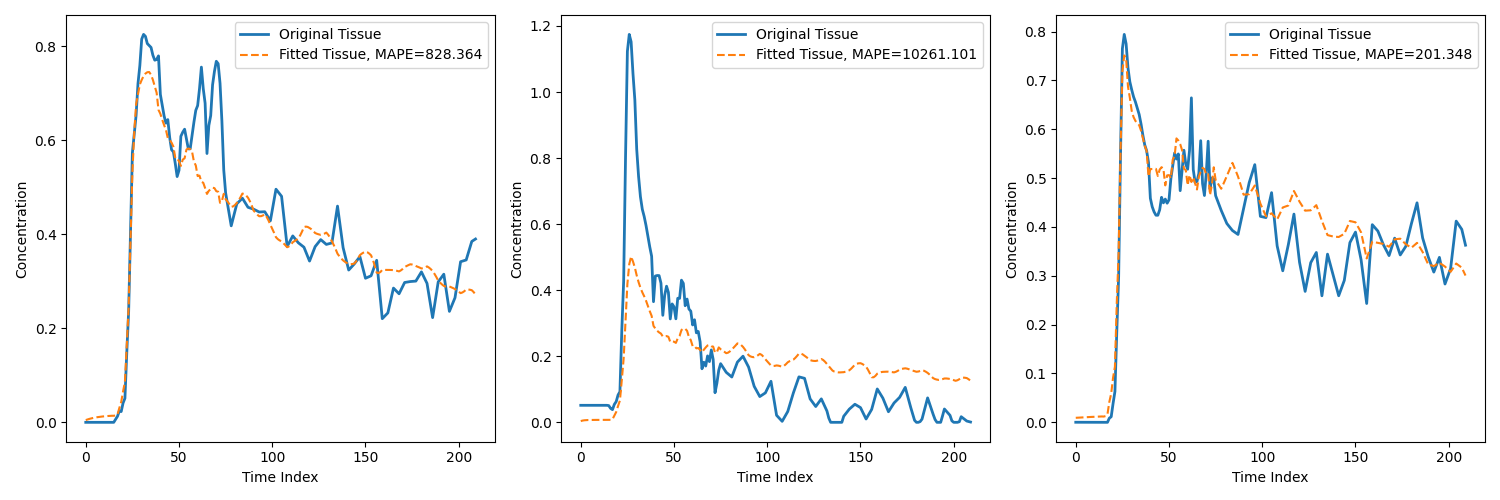 Original Tissue
Fitted Tissue, MAPE=828.364
Concentration
0.8
0.6
0.4
0.2
0.0
0 50 100 150 200
Time Index
Original Tissue
Fitted Tissue, MAPE=10261.101
Concentration
1.2
1.0
0.8
0.6
0.4
0.2
0.0
0 50 100 150 200
Time Index
Original Tissue
Fitted Tissue, MAPE=201.348
Concentration
0.8
0.7
0.6
0.5
0.4
0.3
0.2
0.1
0.0
0 50 100 150 200
Time Index